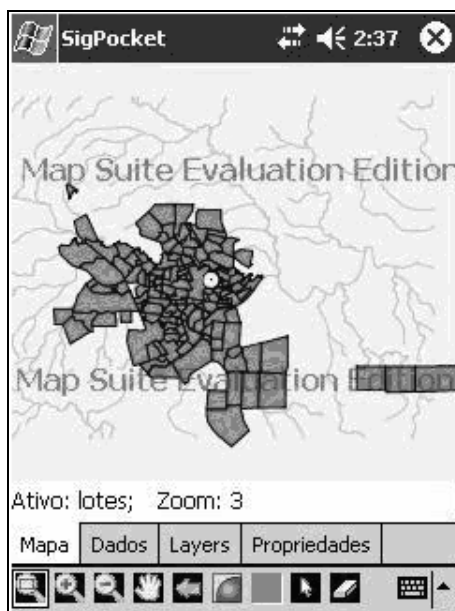 SigPocket 2:37
Map Suite Evaluation Edition
Map Suite Evaluation Edition
Ativo: lotes; Zoom: 3
Mapa Dados Layers Propriedades